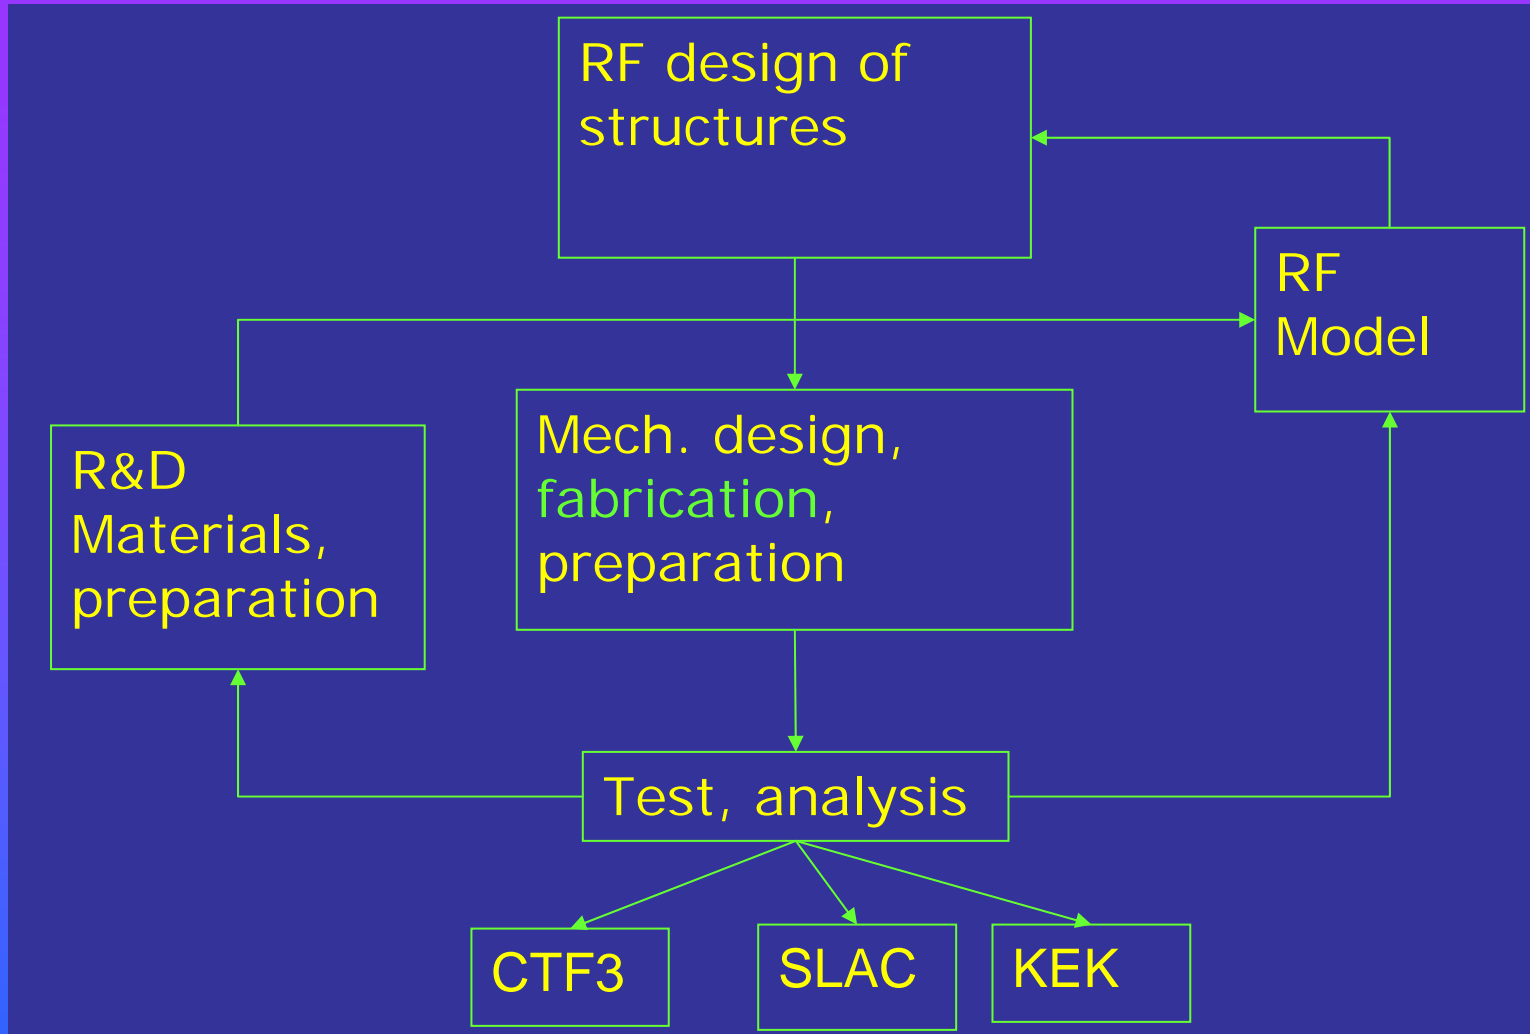 RF design of
structures
RF
Model
Mech. design,
fabrication,
preparation
R&D
Materials,
preparation
Test, analysis
CTF3
SLAC
KEK